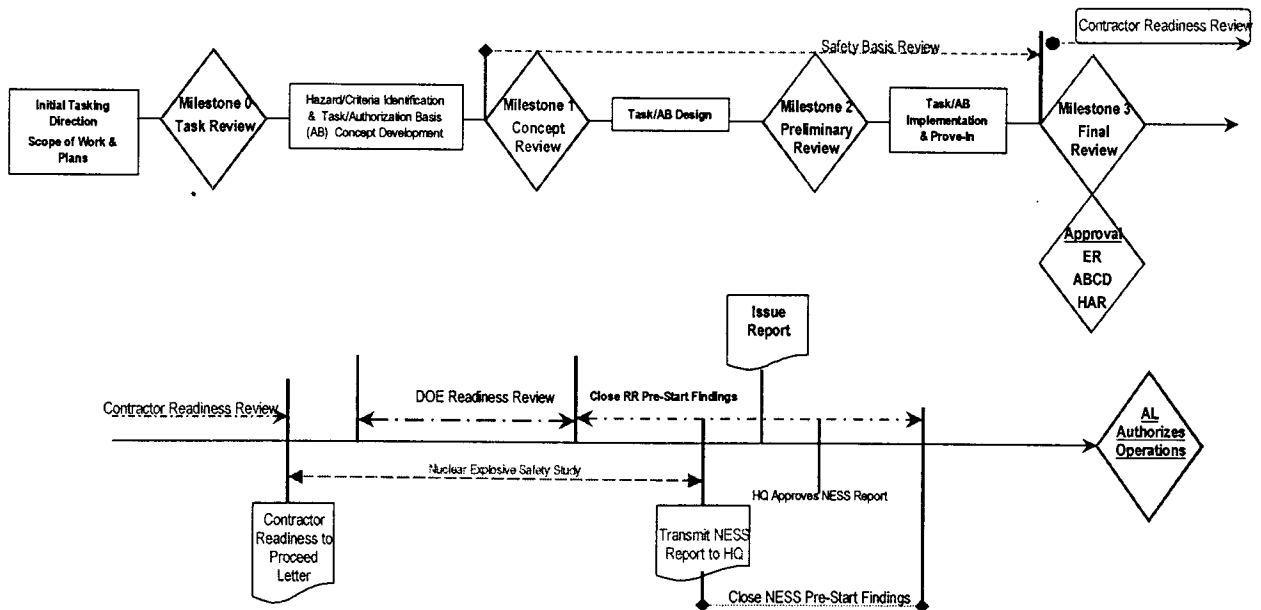 Contractor Readiness Review
Safety Basis Review
Initial Tasking
Direction
Scope of Work &
Plans
Milestone 0
Task Review
Hazard/Criteria Identification
& Task/Authorization Basis
(AB) Concept Development
Milestone 1
Concept
Review
Task/AB Design
Milestone 2
Preliminary
Review
Task/AB
Implementation
& Prove-In
Milestone 3
Final
Review
Approval
ER
ABCD
HAR
Issue
Report
Contractor Readiness Review
DOE Readiness Review
Close RR Pre-Start Findings
AL
Authorizes
Operations
Nuclear Explosive Safety Study
HQ Approves NESS Report
Contractor
Readiness to
Proceed
Letter
Transmit NESS
Report to HQ
Close NESS Pre-Start Findings